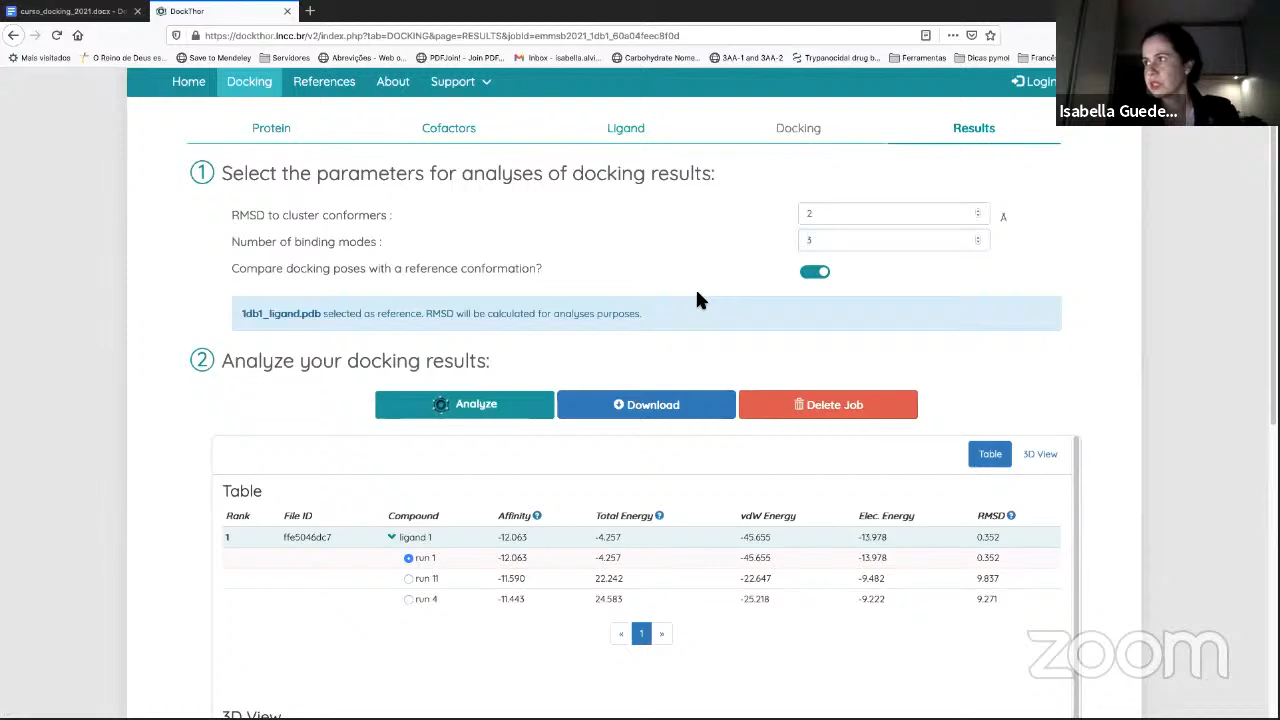 curso_docking_2021.docx - D
DockThor
https://dockthor.lncc.br/v2/index.php?tab=DOCKING&page=RESULTS&jobId=emmsb2021_1db1_60a04feec8f0d
Mais visitados
O Reino de Deus es...
Save to Mendeley
Servidores
Abrevições - Web o...
PDFJoin! - Join PDF...
Inbox - isabella.alvi...
Carbohydrate Nome...
3AA-1 and 3AA-2
Trypanocidal drug b...
Ferramentas
Dicas pymol
Francê
Isabella Guede...
Home Docking References About Support Login
Protein Cofactors Ligand Docking Results
1 Select the parameters for analyses of docking results:
RMSD to cluster conformers : 2 Å
Number of binding modes : 3
Compare docking poses with a reference conformation?
1db1_ligand.pdb selected as reference. RMSD will be calculated for analyses purposes.
2 Analyze your docking results:
Analyze Download Delete Job
Table 3D View
Table
Rank File ID Compound Affinity Total Energy vdW Energy Elec. Energy RMSD
1 ffe5046dc7 ligand 1 -12.063 -4.257 -45.655 -13.978 0.352
run 1 -12.063 -4.257 -45.655 -13.978 0.352
run 11 -11.590 22.242 -22.647 -9.482 9.837
run 4 -11.443 24.583 -25.218 -9.222 9.271
« 1 »
zoom
3D View